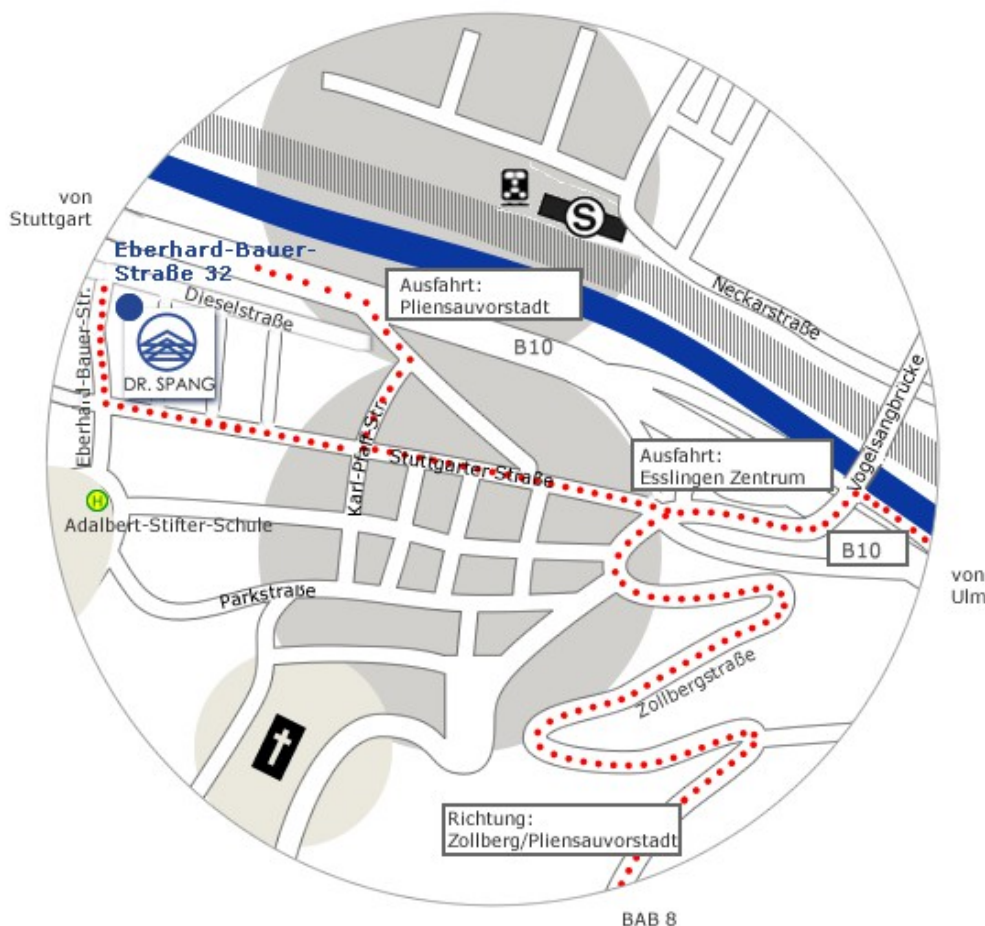 von
Stuttgart
Eberhard-Bauer-
Straße 32
Dieselstraße
Eberhard-Bauer-Str.
DR. SPANG
Ausfahrt:
Pliensauvorstadt
S
Neckarstraße
B10
Vogelsangbrücke
Karl-Pfaff-Str.
Stuttgarter Straße
Ausfahrt:
Esslingen Zentrum
H
Adalbert-Stifter-Schule
B10
von
Ulm
Parkstraße
Zollbergstraße
Richtung:
Zollberg/Pliensauvorstadt
BAB 8